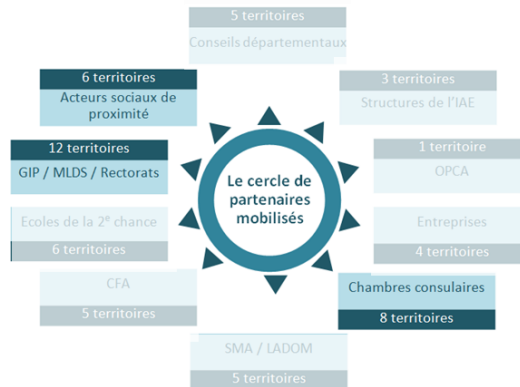 5 territoires
Conseils départementaux
6 territoires
Acteurs sociaux de
proximité
3 territoires
Structures de l'IAE
12 territoires
GIP / MLDS / Rectorats
1 territoire
OPCA
Le cercle de
partenaires
mobilisés
Ecoles de la 2e chance
6 territoires
Entreprises
4 territoires
CFA
5 territoires
Chambres consulaires
8 territoires
SMA / LADOM
5 territoires